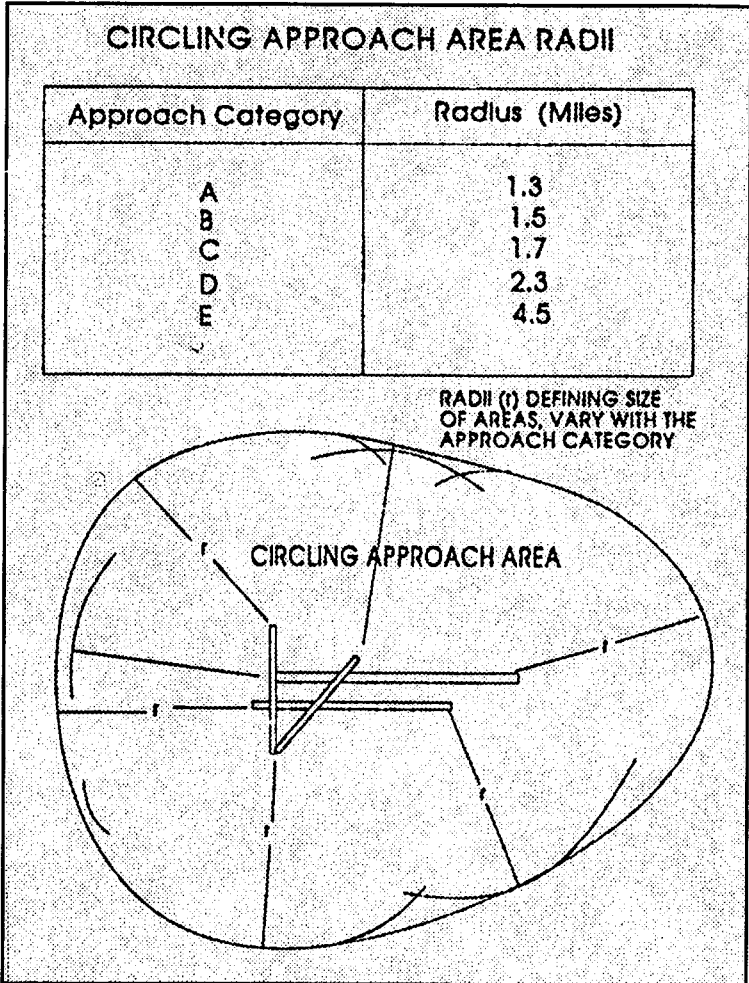 CIRCLING APPROACH AREA RADII
Approach Category Radius (Miles)
A 1.3
B 1.5
C 1.7
D 2.3
E 4.5
RADII (r) DEFINING SIZE
OF AREAS, VARY WITH THE
APPROACH CATEGORY
r
CIRCLING APPROACH AREA
r
r
r
r